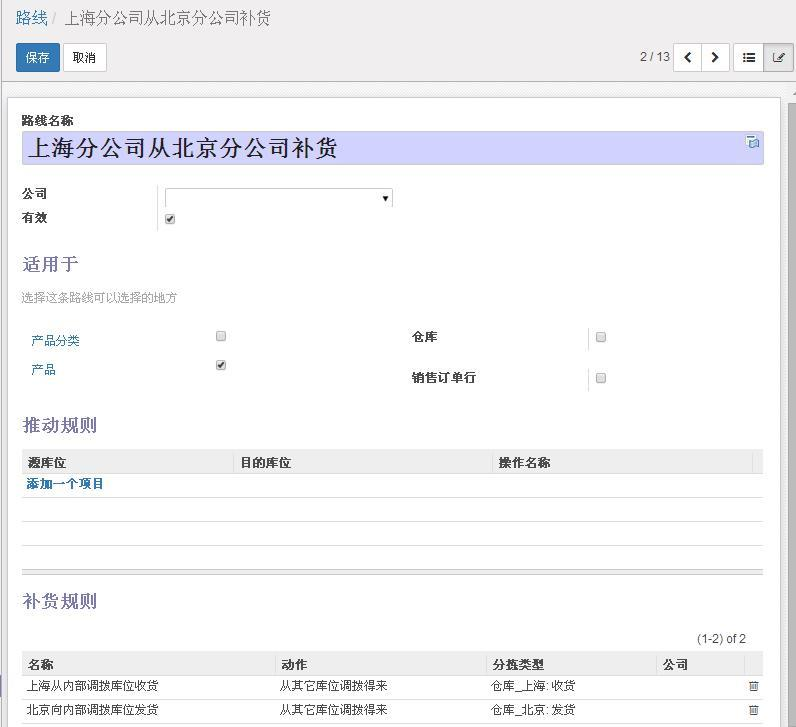 路线 / 上海分公司从北京分公司补货
保存 取消 2 / 13
路线名称
上海分公司从北京分公司补货
公司
有效
适用于
选择这条路线可以选择的地方
产品分类 仓库
产品
销售订单行
推动规则
源库位 目的库位 操作名称
添加一个项目
补货规则
(1-2) of 2
名称 动作 分拣类型 公司
上海从内部调拨库位收货 从其它库位调拨得来 仓库_上海: 收货
北京向内部调拨库位发货 从其它库位调拨得来 仓库_北京: 发货